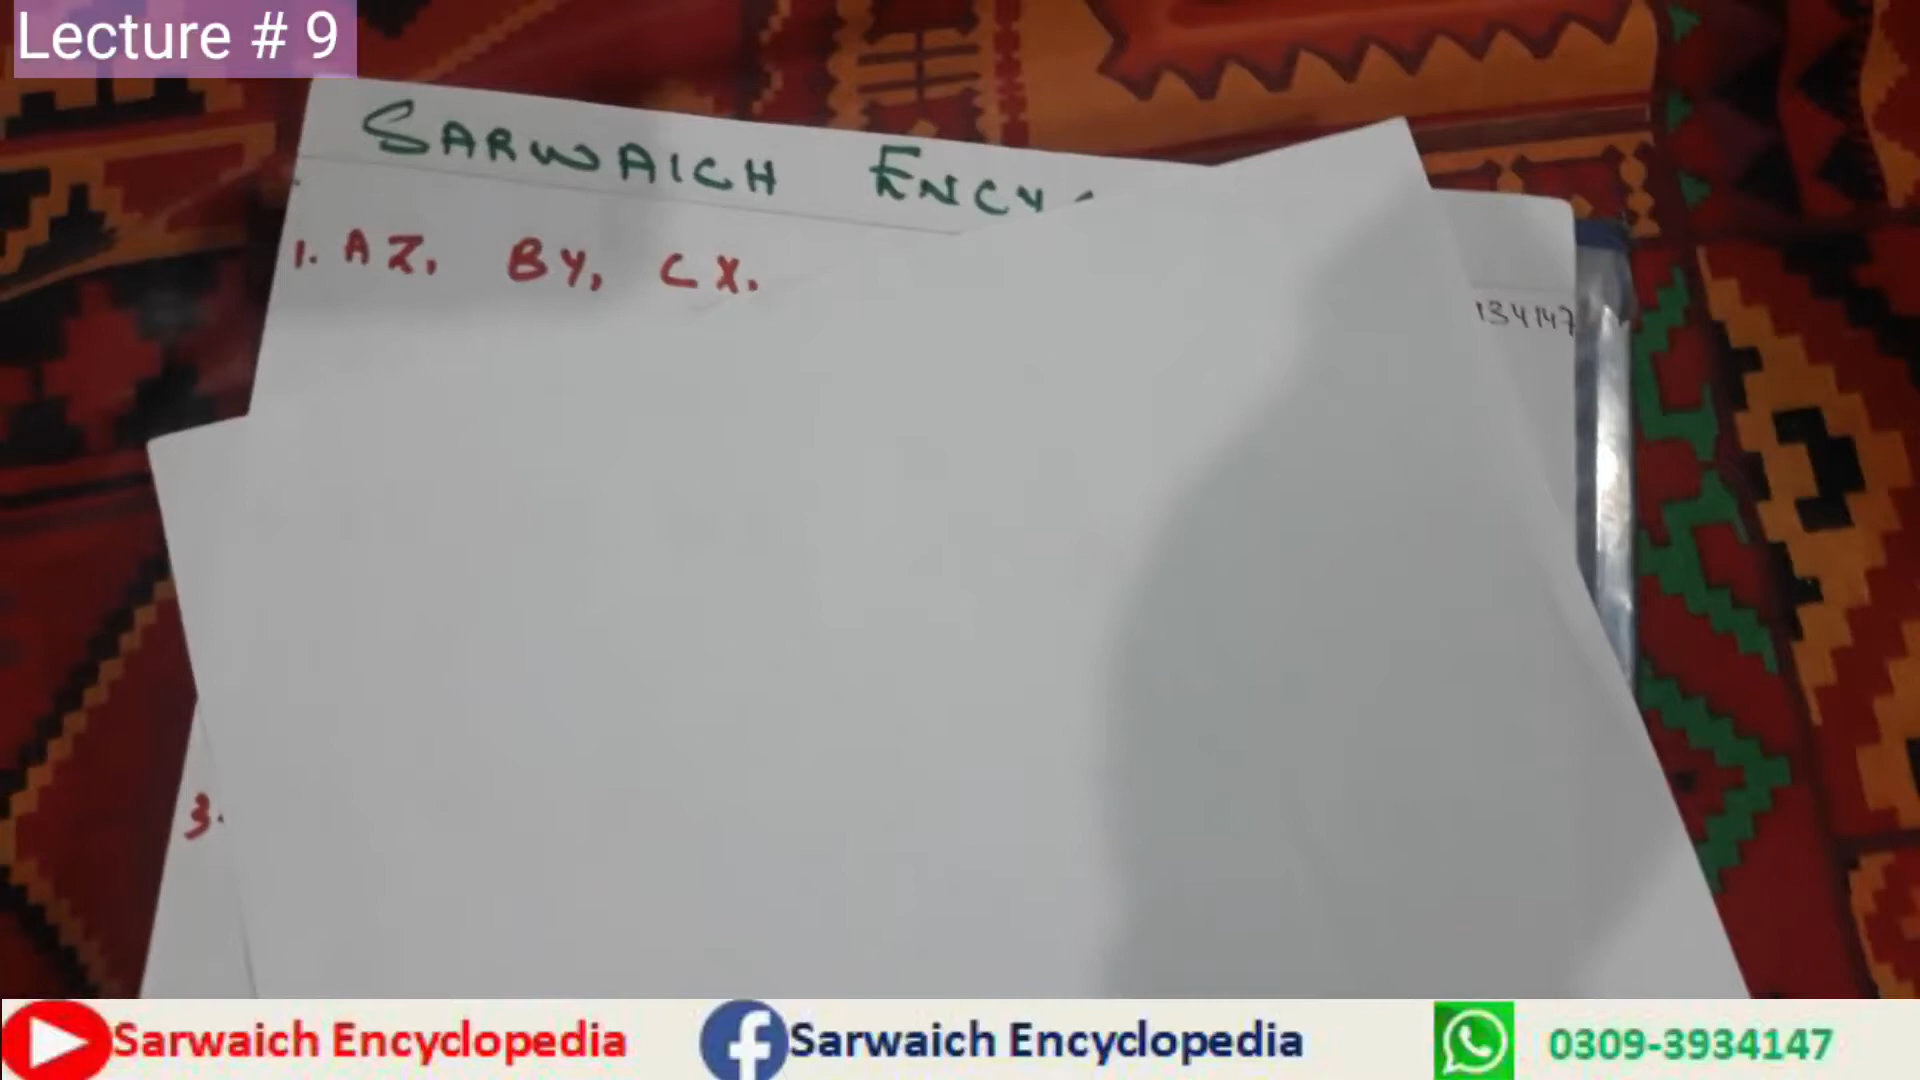 Lecture # 9
SARWAICH ENCY
1. AZ, BY, CX.
134147
3.
Sarwaich Encyclopedia
Sarwaich Encyclopedia
0309-3934147